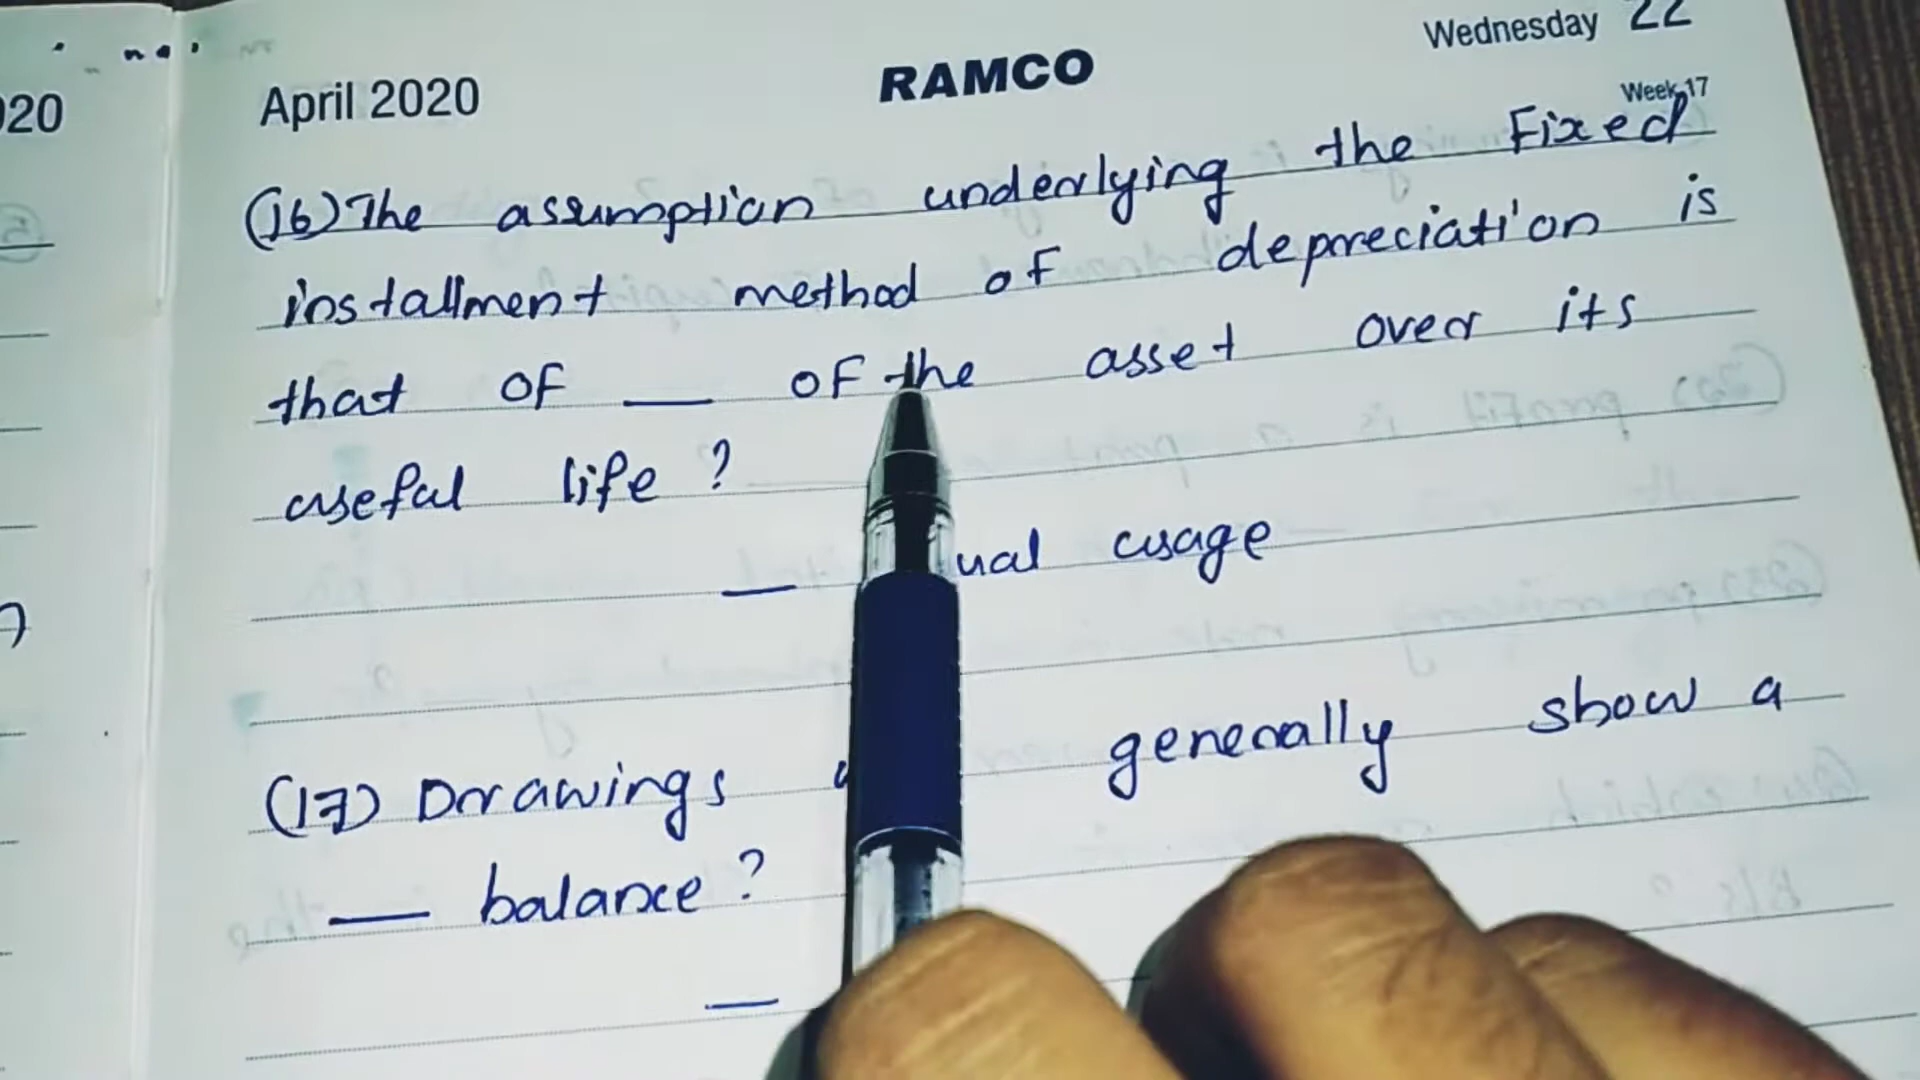 20
April 2020
RAMCO
Wednesday 22
Week 17
(16) The assumption underlying the Fixed
installment method of depreciation is
that of __ of the asset over its
useful life?
__ ual usage
(17) Drawings generally show a
__ balance?
__